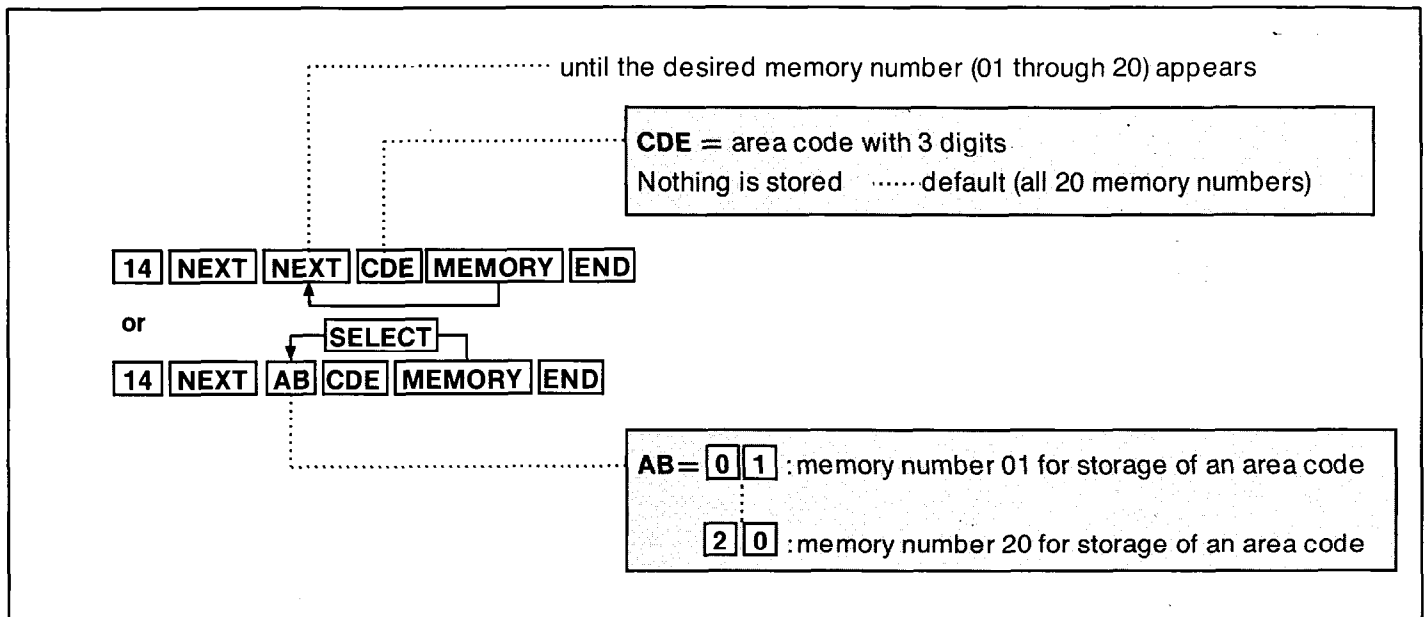 until the desired memory number (01 through 20) appears
CDE = area code with 3 digits
Nothing is stored ······ default (all 20 memory numbers)
14 NEXT NEXT CDE MEMORY END
or
SELECT
14 NEXT AB CDE MEMORY END
AB= 0 1 : memory number 01 for storage of an area code
2 0 : memory number 20 for storage of an area code